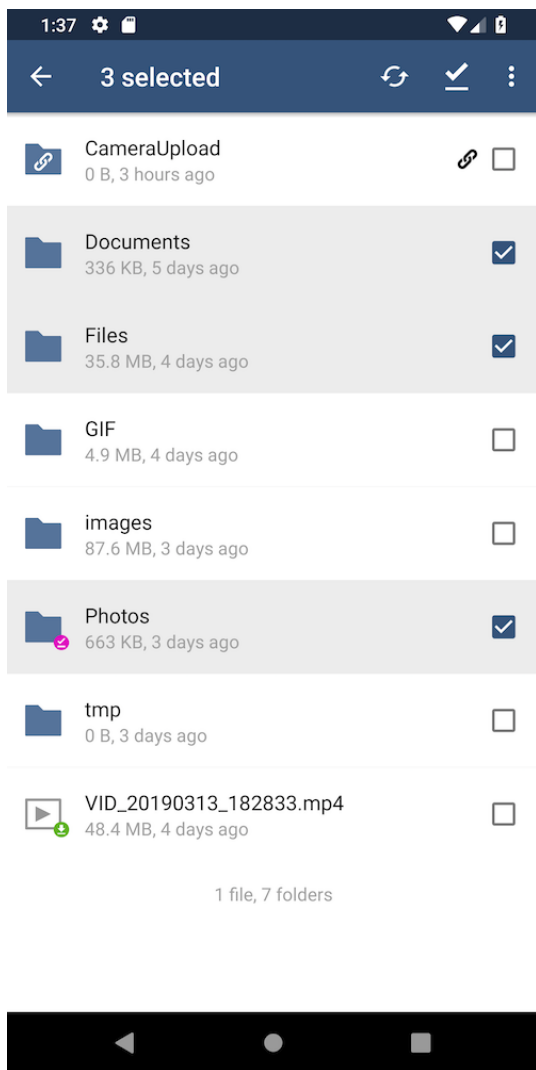 1:37
3 selected
CameraUpload
0 B, 3 hours ago
Documents
336 KB, 5 days ago
Files
35.8 MB, 4 days ago
GIF
4.9 MB, 4 days ago
images
87.6 MB, 3 days ago
Photos
663 KB, 3 days ago
tmp
0 B, 3 days ago
VID_20190313_182833.mp4
48.4 MB, 4 days ago
1 file, 7 folders